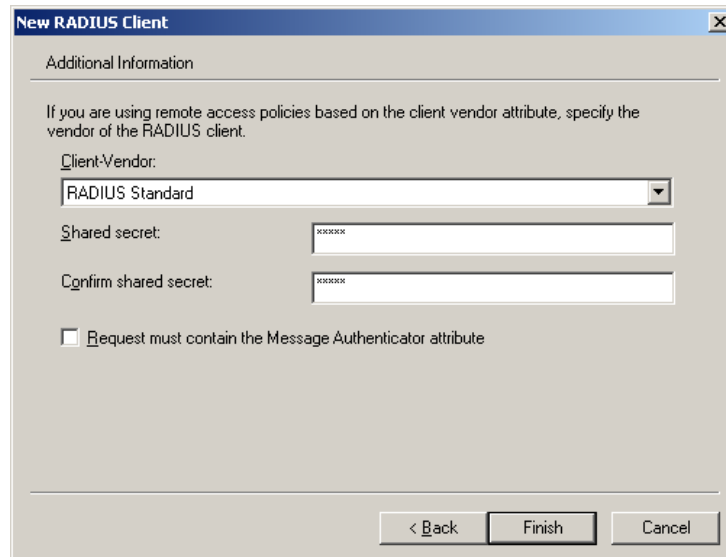 New RADIUS Client
Additional Information
If you are using remote access policies based on the client vendor attribute, specify the
vendor of the RADIUS client.
Client-Vendor:
RADIUS Standard
Shared secret:
xxxxx
Confirm shared secret:
xxxxx
Request must contain the Message Authenticator attribute
< Back
Finish
Cancel